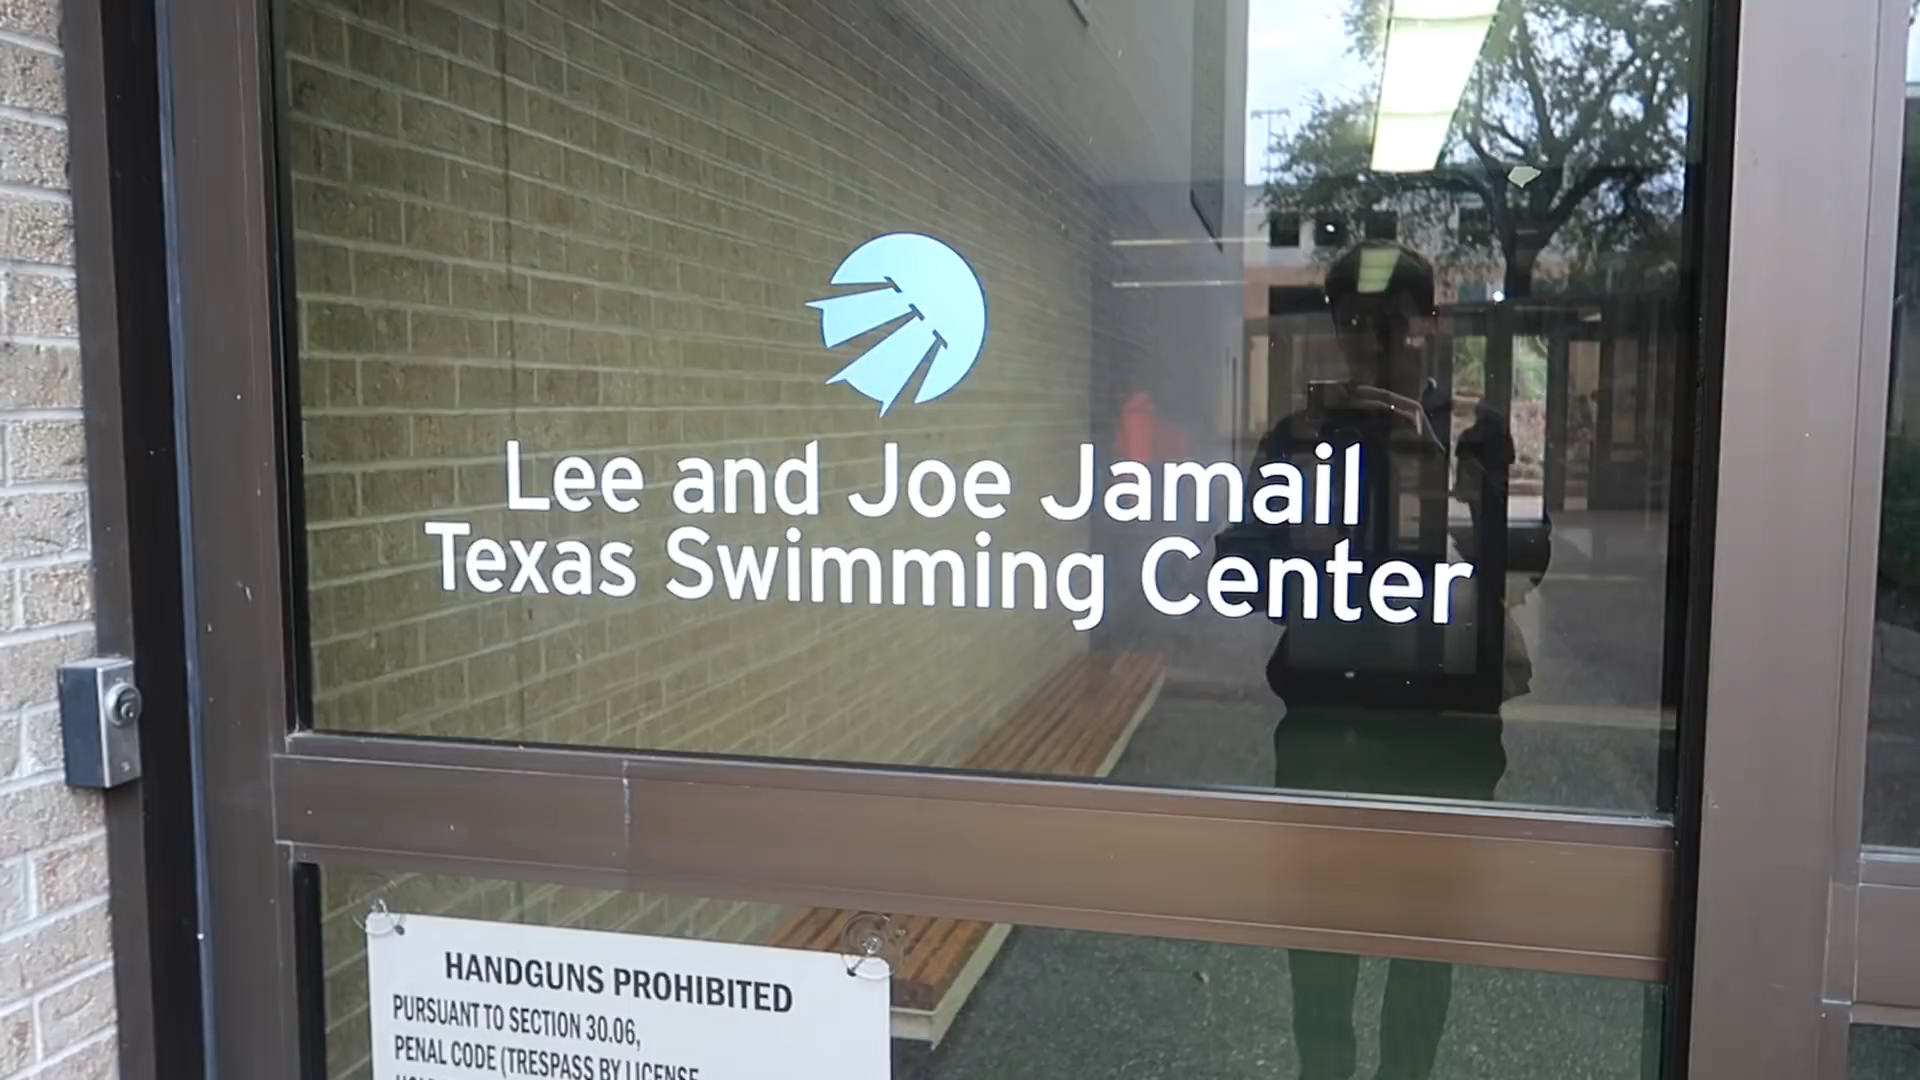 Lee and Joe Jamail
Texas Swimming Center
HANDGUNS PROHIBITED
PURSUANT TO SECTION 30.06,
PENAL CODE (TRESPASS BY LICENSE